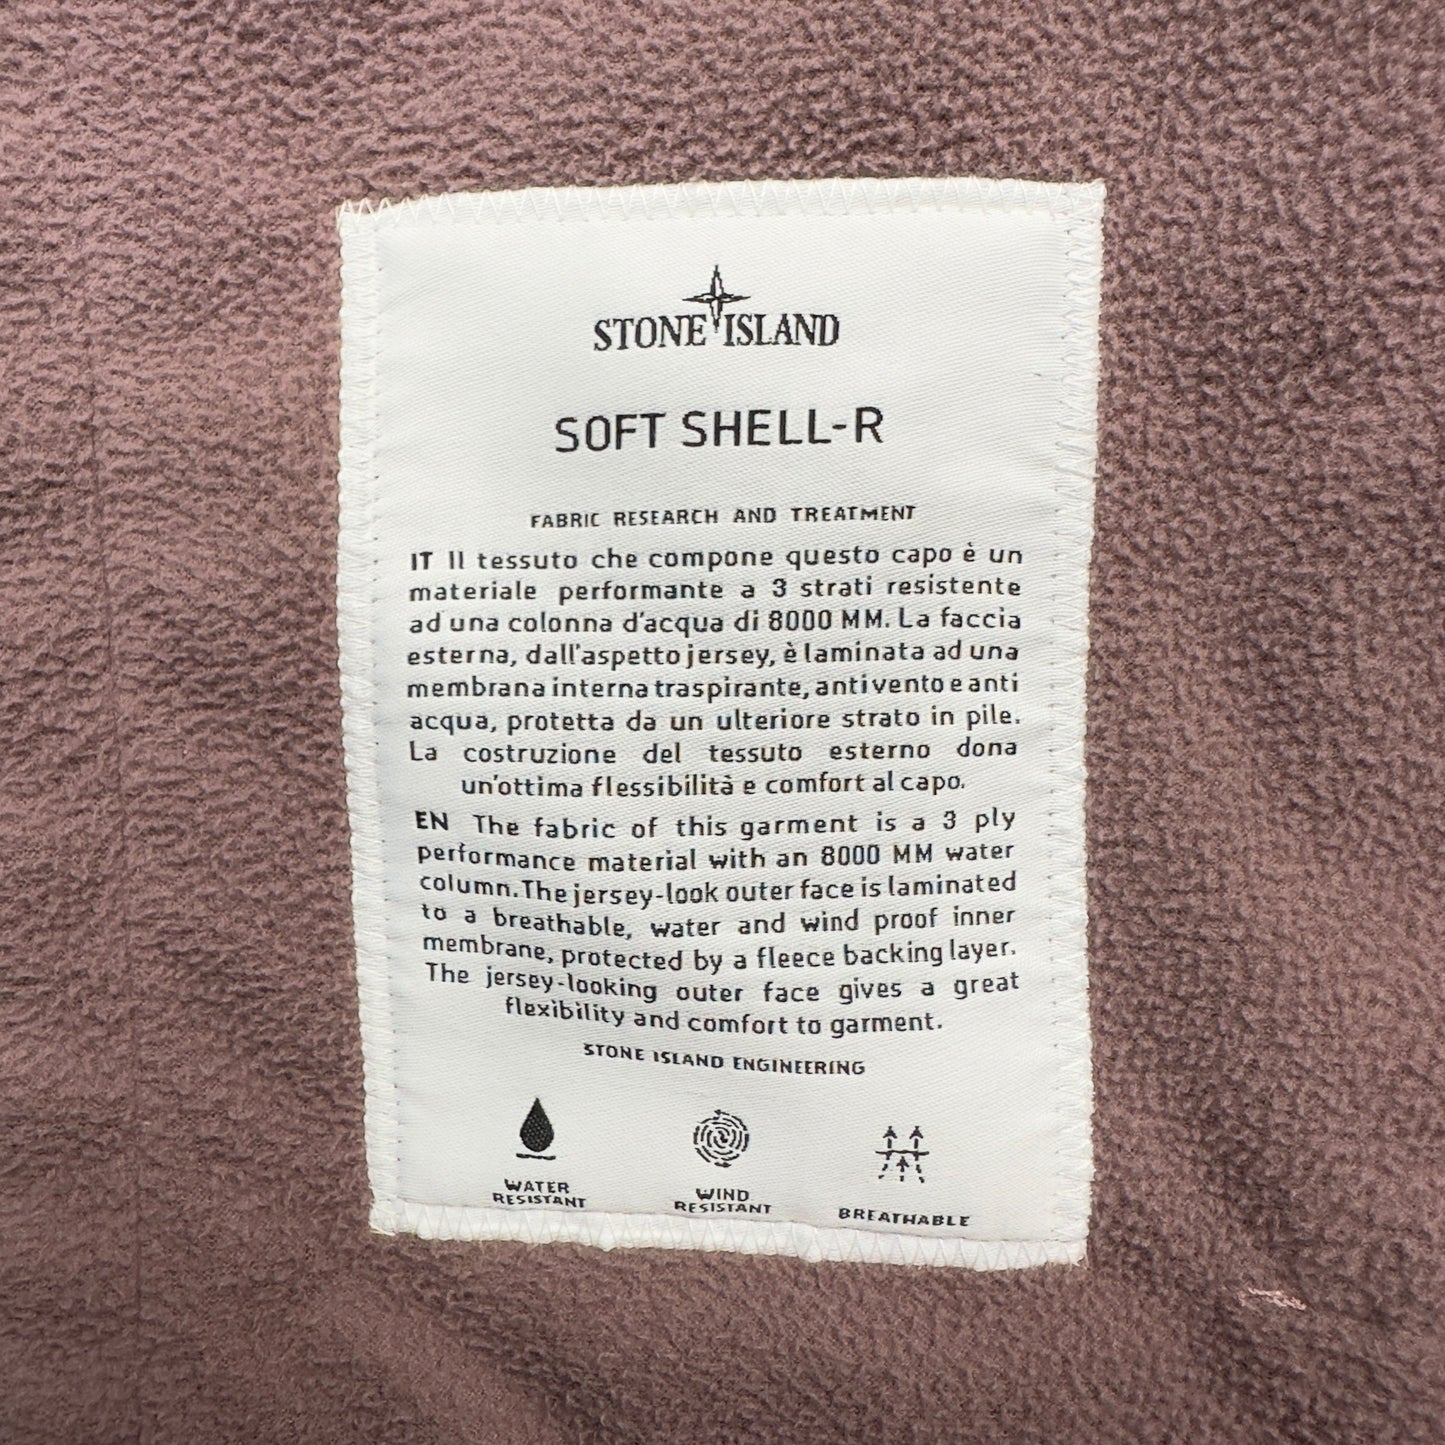 STONE ISLAND
SOFT SHELL-R
FABRIC RESEARCH AND TREATMENT
IT Il tessuto che compone questo capo è un
materiale performante a 3 strati resistente
ad una colonna d'acqua di 8000 MM. La faccia
esterna, dall'aspetto jersey, è laminata ad una
membrana interna traspirante, antivento e anti
acqua, protetta da un ulteriore strato in pile.
La costruzione del tessuto esterno dona
un'ottima flessibilità e comfort al capo.
EN The fabric of this garment is a 3 ply
performance material with an 8000 MM water
column. The jersey-look outer face is laminated
to a breathable, water and wind proof inner
membrane, protected by a fleece backing layer.
The jersey-looking outer face gives a great
flexibility and comfort to garment.
STONE ISLAND ENGINEERING
WATER
RESISTANT
WIND
RESISTANT
BREATHABLE